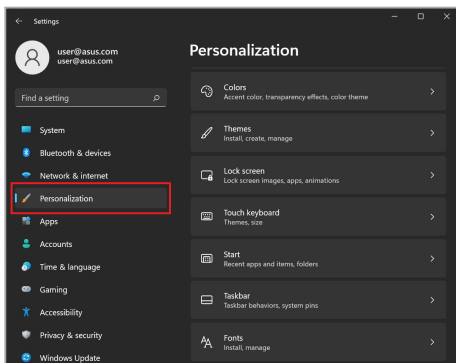 Settings
user@asus.com
user@asus.com
Find a setting
System
Bluetooth & devices
Network & internet
Personalization
Apps
Accounts
Time & language
Gaming
Accessibility
Privacy & security
Windows Update
Personalization
Colors
Accent color, transparency effects, color theme
Themes
Install, create, manage
Lock screen
Lock screen images, apps, animations
Touch keyboard
Themes, size
Start
Recent apps and items, folders
Taskbar
Taskbar behaviors, system pins
Fonts
Install, manage